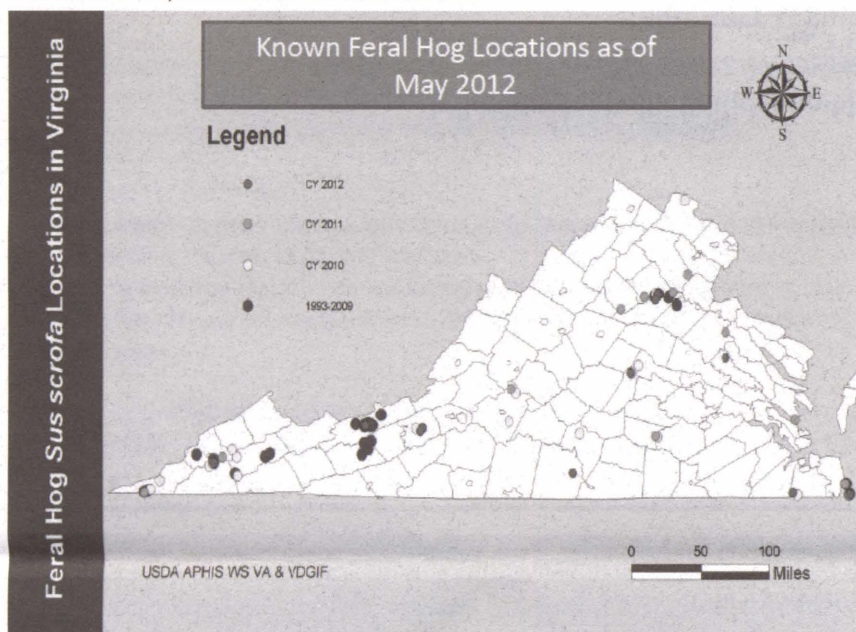 Feral Hog Sus scrofa Locations in Virginia
Known Feral Hog Locations as of
May 2012
N
W E
S
Legend
CY 2012
CY 2011
CY 2010
1993-2009
USDA APHIS WS VA & VDGIF
0 50 100
Miles